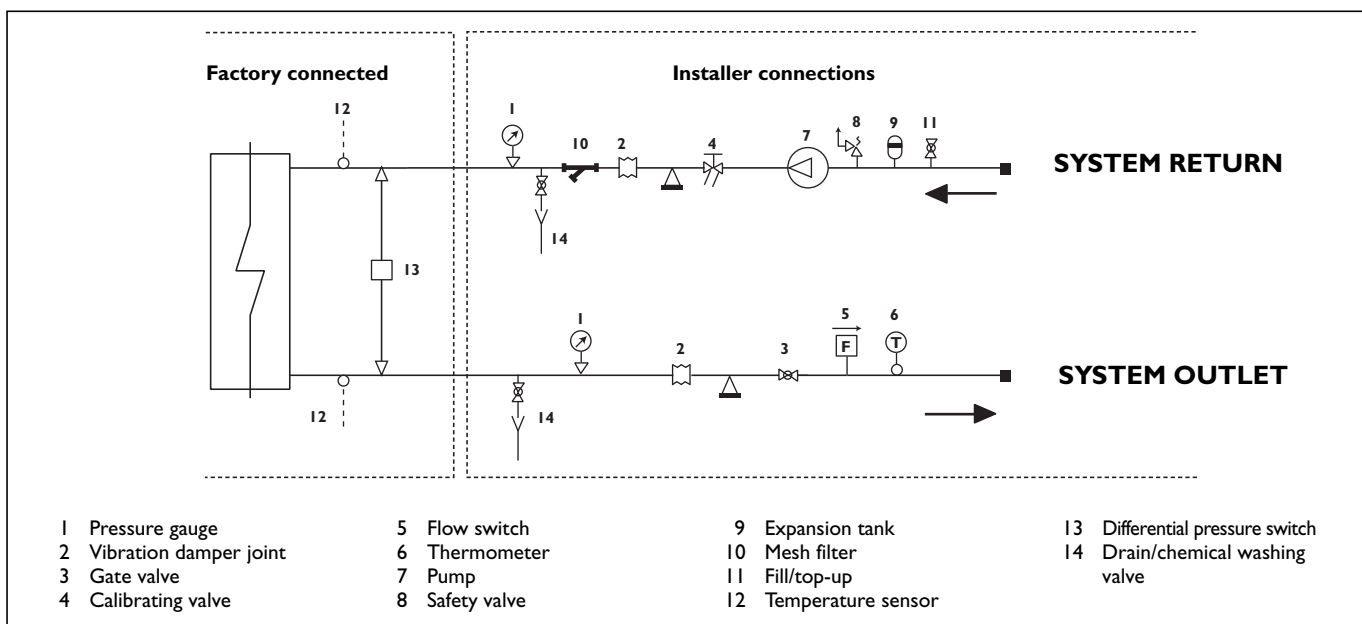 Factory connected
Installer connections
12
1
10
2
4
7
8
9
11
SYSTEM RETURN
14
13
1
2
3
5
6
F
T
SYSTEM OUTLET
12
14
1 Pressure gauge
2 Vibration damper joint
3 Gate valve
4 Calibrating valve
5 Flow switch
6 Thermometer
7 Pump
8 Safety valve
9 Expansion tank
10 Mesh filter
11 Fill/top-up
12 Temperature sensor
13 Differential pressure switch
14 Drain/chemical washing
valve